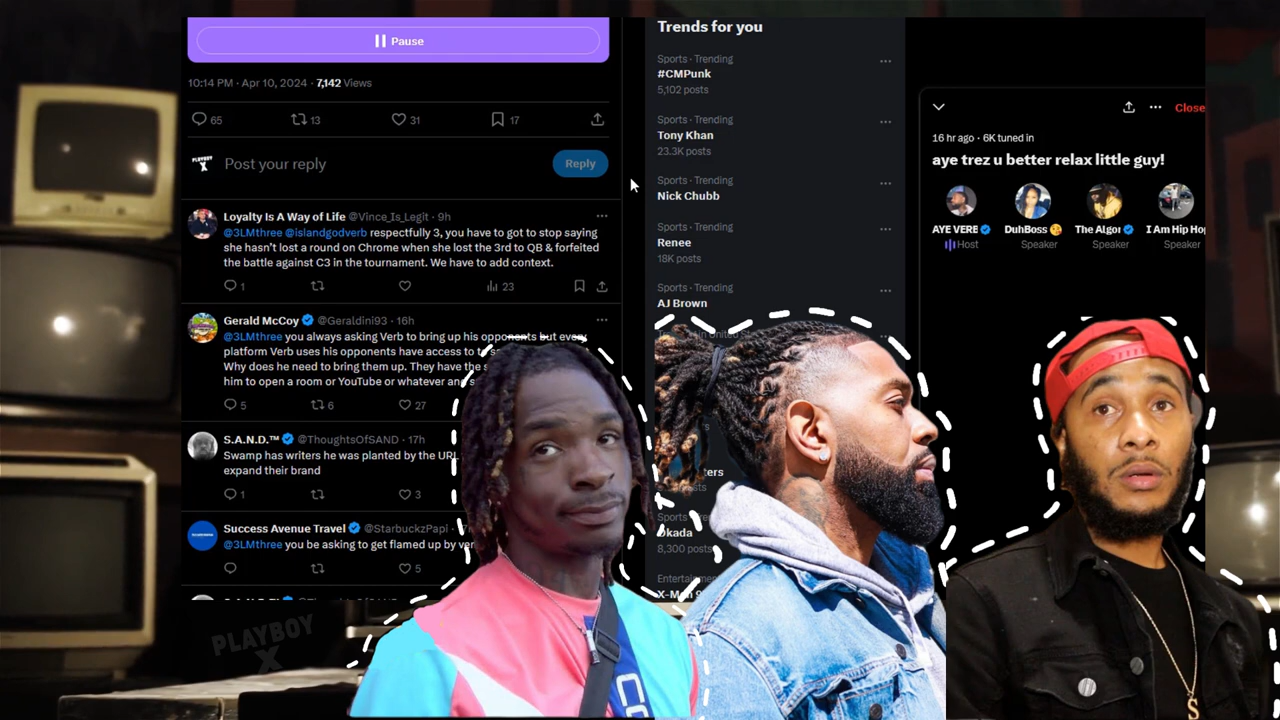 Pause
10:14 PM · Apr 10, 2024 · 7,142 Views
65 13 31 17
PLAYBOY X
Post your reply
Reply
Loyalty Is A Way of Life @Vince_Is_Legit · 9h
@3LMthree @islandgodverb respectfully 3, you have to got to stop saying
she hasn't lost a round on Chrome when she lost the 3rd to QB & forfeited
the battle against C3 in the tournament. We have to add context.
1 23
Gerald McCoy @Geraldini93 · 16h
@3LMthree you always asking Verb to bring up his opponents but every
platform Verb uses his opponents have access to
Why does he need to bring them up. They have the
him to open a room or YouTube or whatever and
5 6 27
S.A.N.D.™ @ThoughtsOfSAND · 17h
Swamp has writers he was planted by the URL
expand their brand
1 3
Success Avenue Travel @StarbuckzPapi
@3LMthree you be asking to get flamed up by
5
PLAYBOY
X
Trends for you
Sports · Trending
#CMPunk
5,102 posts
Sports · Trending
Tony Khan
23.3K posts
Sports · Trending
Nick Chubb
Sports · Trending
Renee
18K posts
Sports · Trending
AJ Brown
Okada
8,300 posts
Close
16 hr ago · 6K tuned in
aye trez u better relax little guy!
AYE VERB DuhBoss The Algor I Am Hip Ho
Host Speaker Speaker Speaker